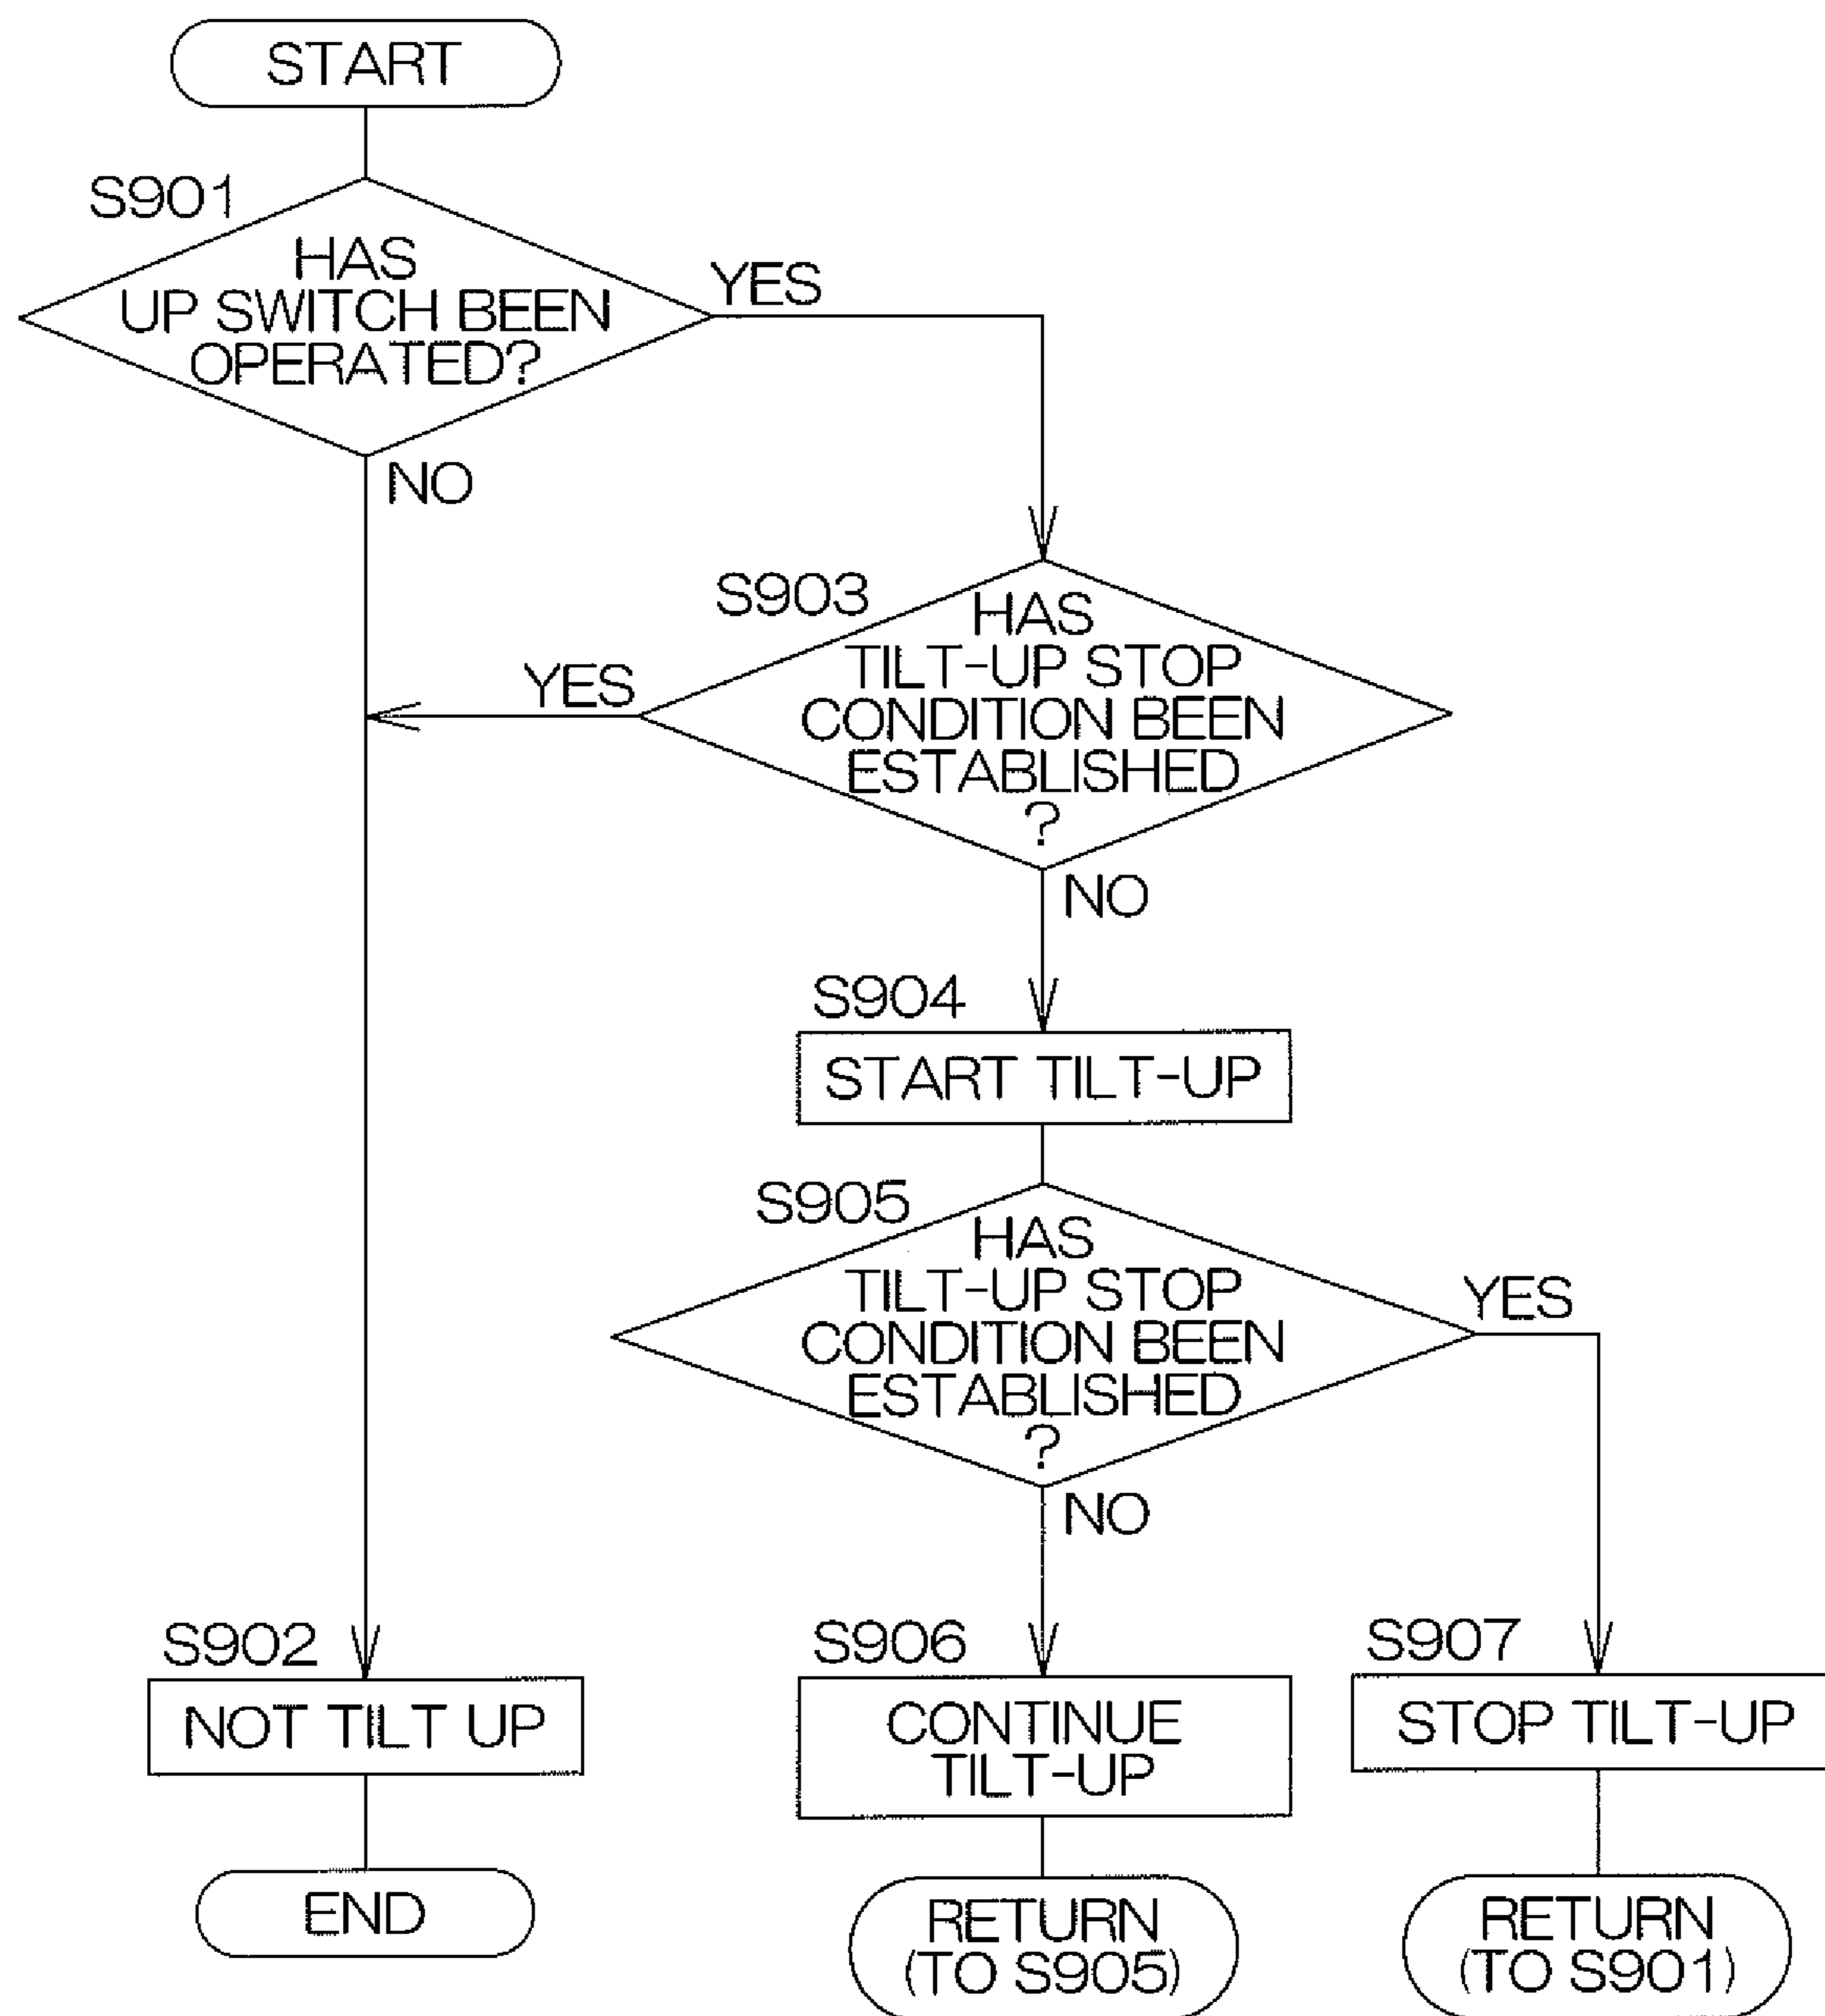 START
S901
HAS
UP SWITCH BEEN
OPERATED?
YES
NO
S903
HAS
TILT-UP STOP
CONDITION BEEN
ESTABLISHED
?
YES
NO
S904
START TILT-UP
S905
HAS
TILT-UP STOP
CONDITION BEEN
ESTABLISHED
?
YES
NO
S902
NOT TILT UP
END
S906
CONTINUE
TILT-UP
RETURN
(TO S905)
S907
STOP TILT-UP
RETURN
(TO S901)